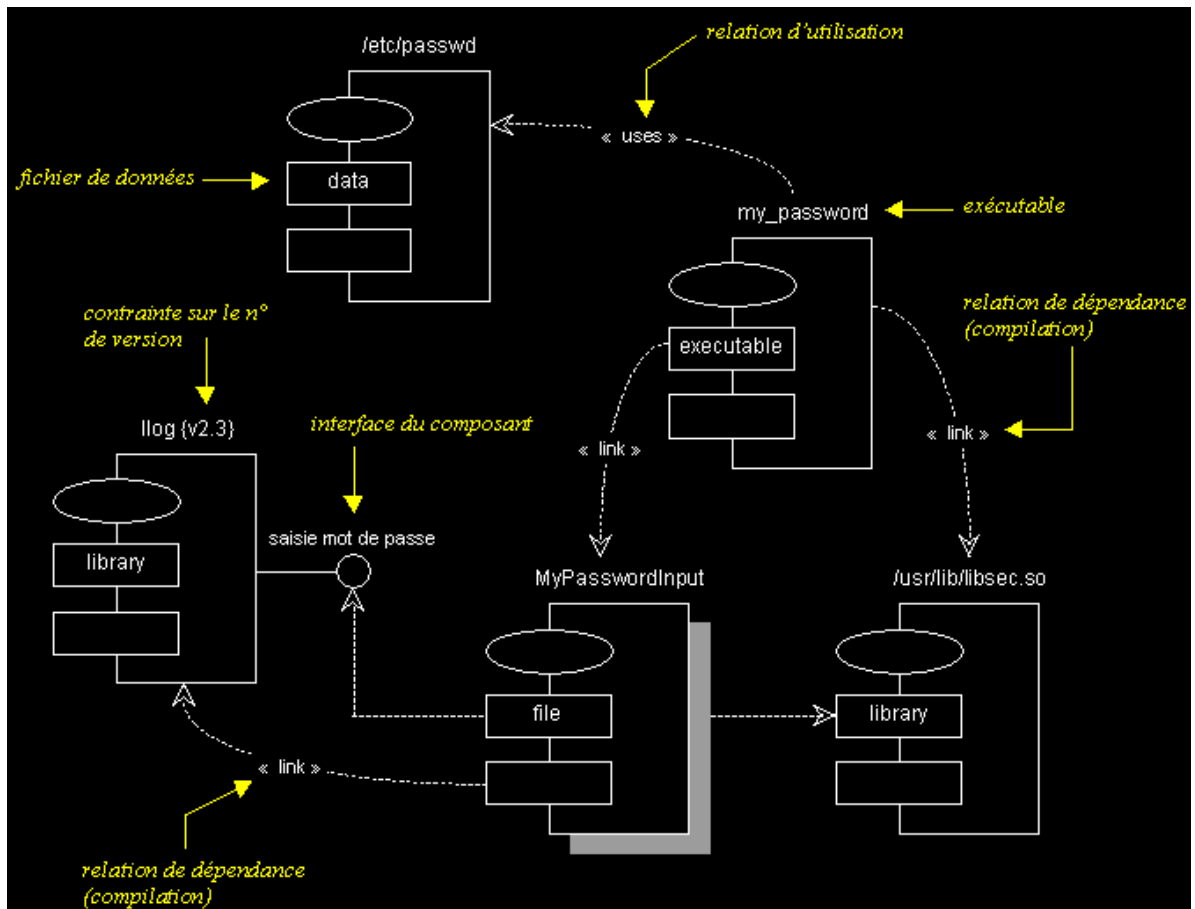 relation d'utilisation
/etc/passwd
« uses »
fichier de données
data
my_password
exécutable
contrainte sur le n°
de version
relation de dépendance
(compilation)
executable
llog {v2.3}
interface du composant
« link »
« link »
saisie mot de passe
library
MyPasswordInput
/usr/lib/libsec.so
file
library
« link »
relation de dépendance
(compilation)